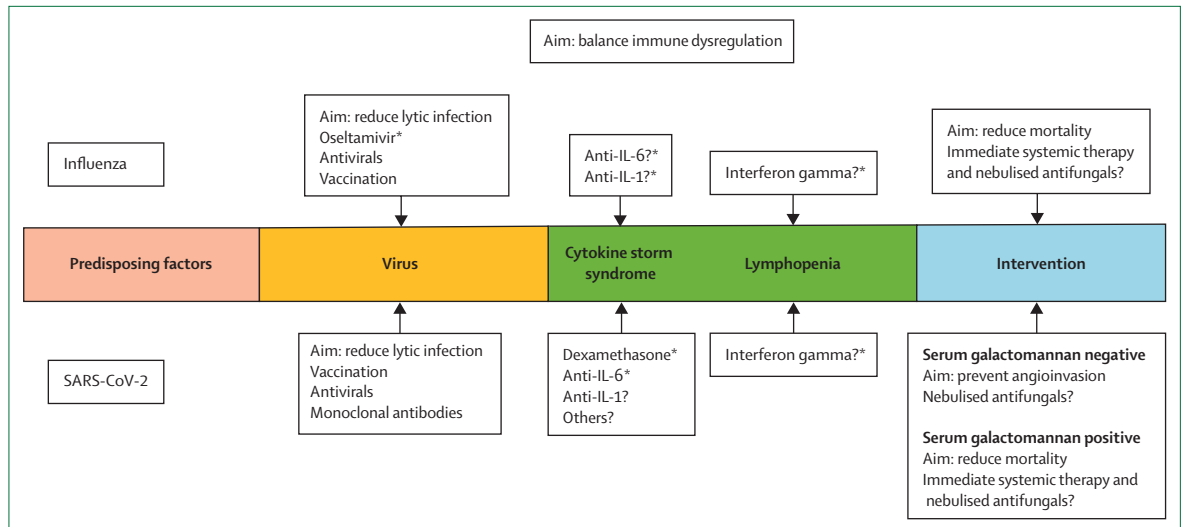 Aim: balance immune dysregulation
Influenza
Aim: reduce lytic infection
Oseltamivir*
Antivirals
Vaccination
Anti-IL-6?*
Anti-IL-1?*
Interferon gamma?*
Aim: reduce mortality
Immediate systemic therapy
and nebulised antifungals?
Predisposing factors
Virus
Cytokine storm
syndrome
Lymphopenia
Intervention
SARS-CoV-2
Aim: reduce lytic infection
Vaccination
Antivirals
Monoclonal antibodies
Dexamethasone*
Anti-IL-6*
Anti-IL-1?
Others?
Interferon gamma?*
Serum galactomannan negative
Aim: prevent angioinvasion
Nebulised antifungals?
Serum galactomannan positive
Aim: reduce mortality
Immediate systemic therapy and
nebulised antifungals?